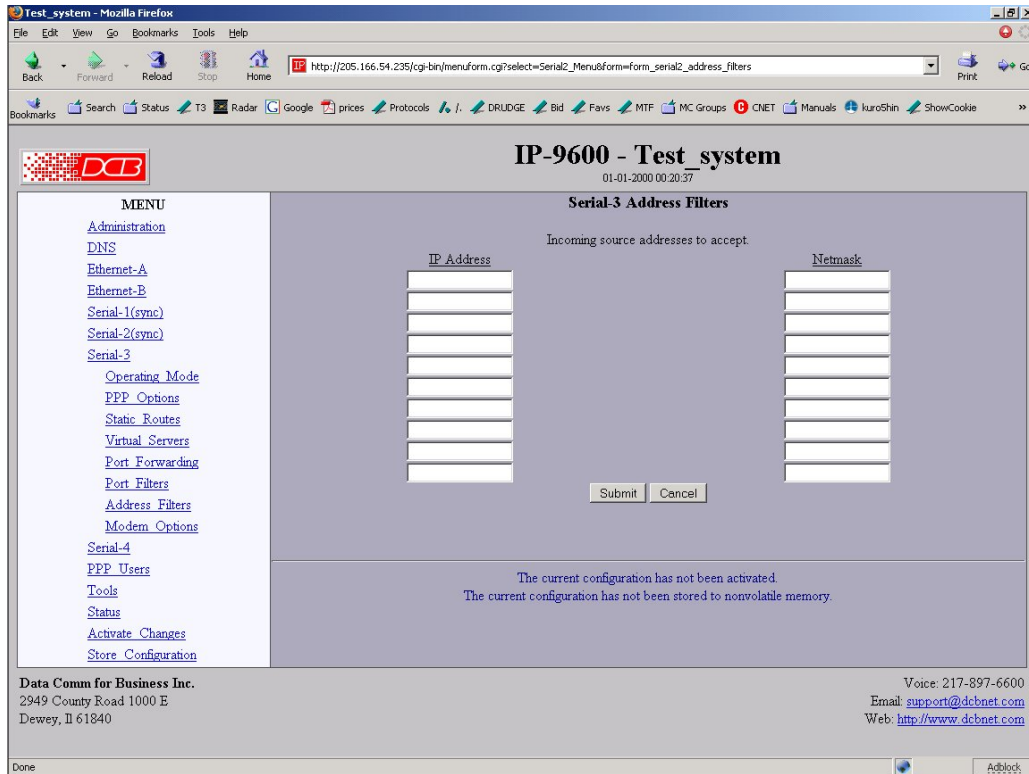 Test_system - Mozilla Firefox
File Edit View Go Bookmarks Tools Help
Back Forward Reload Stop Home
IP http://205.166.54.235/cgi-bin/menuform.cgi?select=Serial2_Menu&form=form_serial2_address_filters
Print Go
Bookmarks Search Status T3 Radar Google prices Protocols /. DRUDGE Bid Favs MTF MC Groups CNET Manuals kuro5hin ShowCookie »
DCB
IP-9600 - Test_system
01-01-2000 00:20:37
MENU
Administration
DNS
Ethernet-A
Ethernet-B
Serial-1(sync)
Serial-2(sync)
Serial-3
Operating Mode
PPP Options
Static Routes
Virtual Servers
Port Forwarding
Port Filters
Address Filters
Modem Options
Serial-4
PPP Users
Tools
Status
Activate Changes
Store Configuration
Serial-3 Address Filters
Incoming source addresses to accept.
IP Address Netmask
Submit Cancel
The current configuration has not been activated.
The current configuration has not been stored to nonvolatile memory.
Data Comm for Business Inc.
2949 County Road 1000 E
Dewey, Il 61840
Voice: 217-897-6600
Email: support@dcbnet.com
Web: http://www.dcbnet.com
Done
Adblock